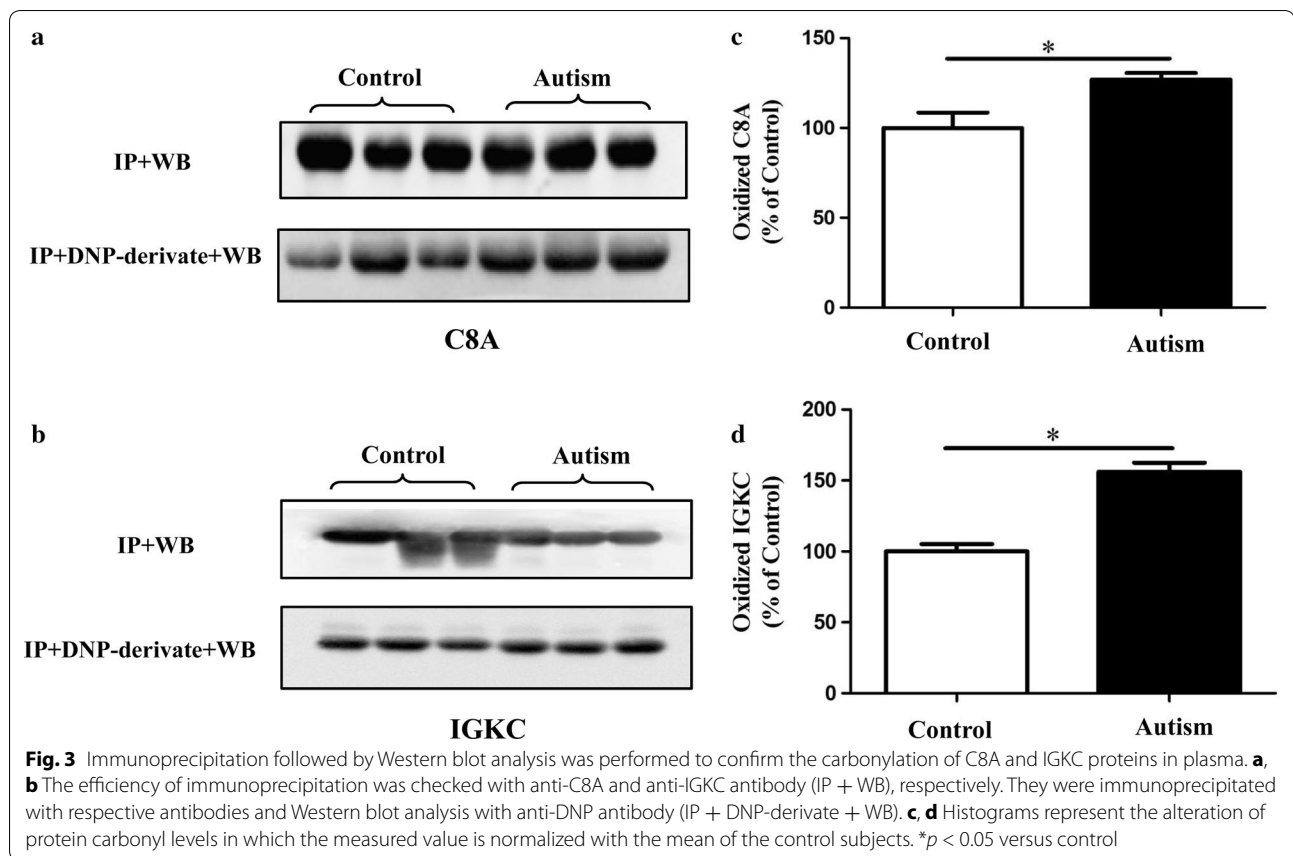 a
Control Autism
IP+WB
IP+DNP-derivate+WB
C8A
c
Oxidized C8A
(% of Control)
150
100
50
0
*
Control Autism
b
Control Autism
IP+WB
IP+DNP-derivate+WB
IGKC
d
Oxidized IGKC
(% of Control)
200
150
100
50
0
*
Control Autism
Fig. 3 Immunoprecipitation followed by Western blot analysis was performed to confirm the carbonylation of C8A and IGKC proteins in plasma. a,
b The efficiency of immunoprecipitation was checked with anti-C8A and anti-IGKC antibody (IP + WB), respectively. They were immunoprecipitated
with respective antibodies and Western blot analysis with anti-DNP antibody (IP + DNP-derivate + WB). c, d Histograms represent the alteration of
protein carbonyl levels in which the measured value is normalized with the mean of the control subjects. *p < 0.05 versus control